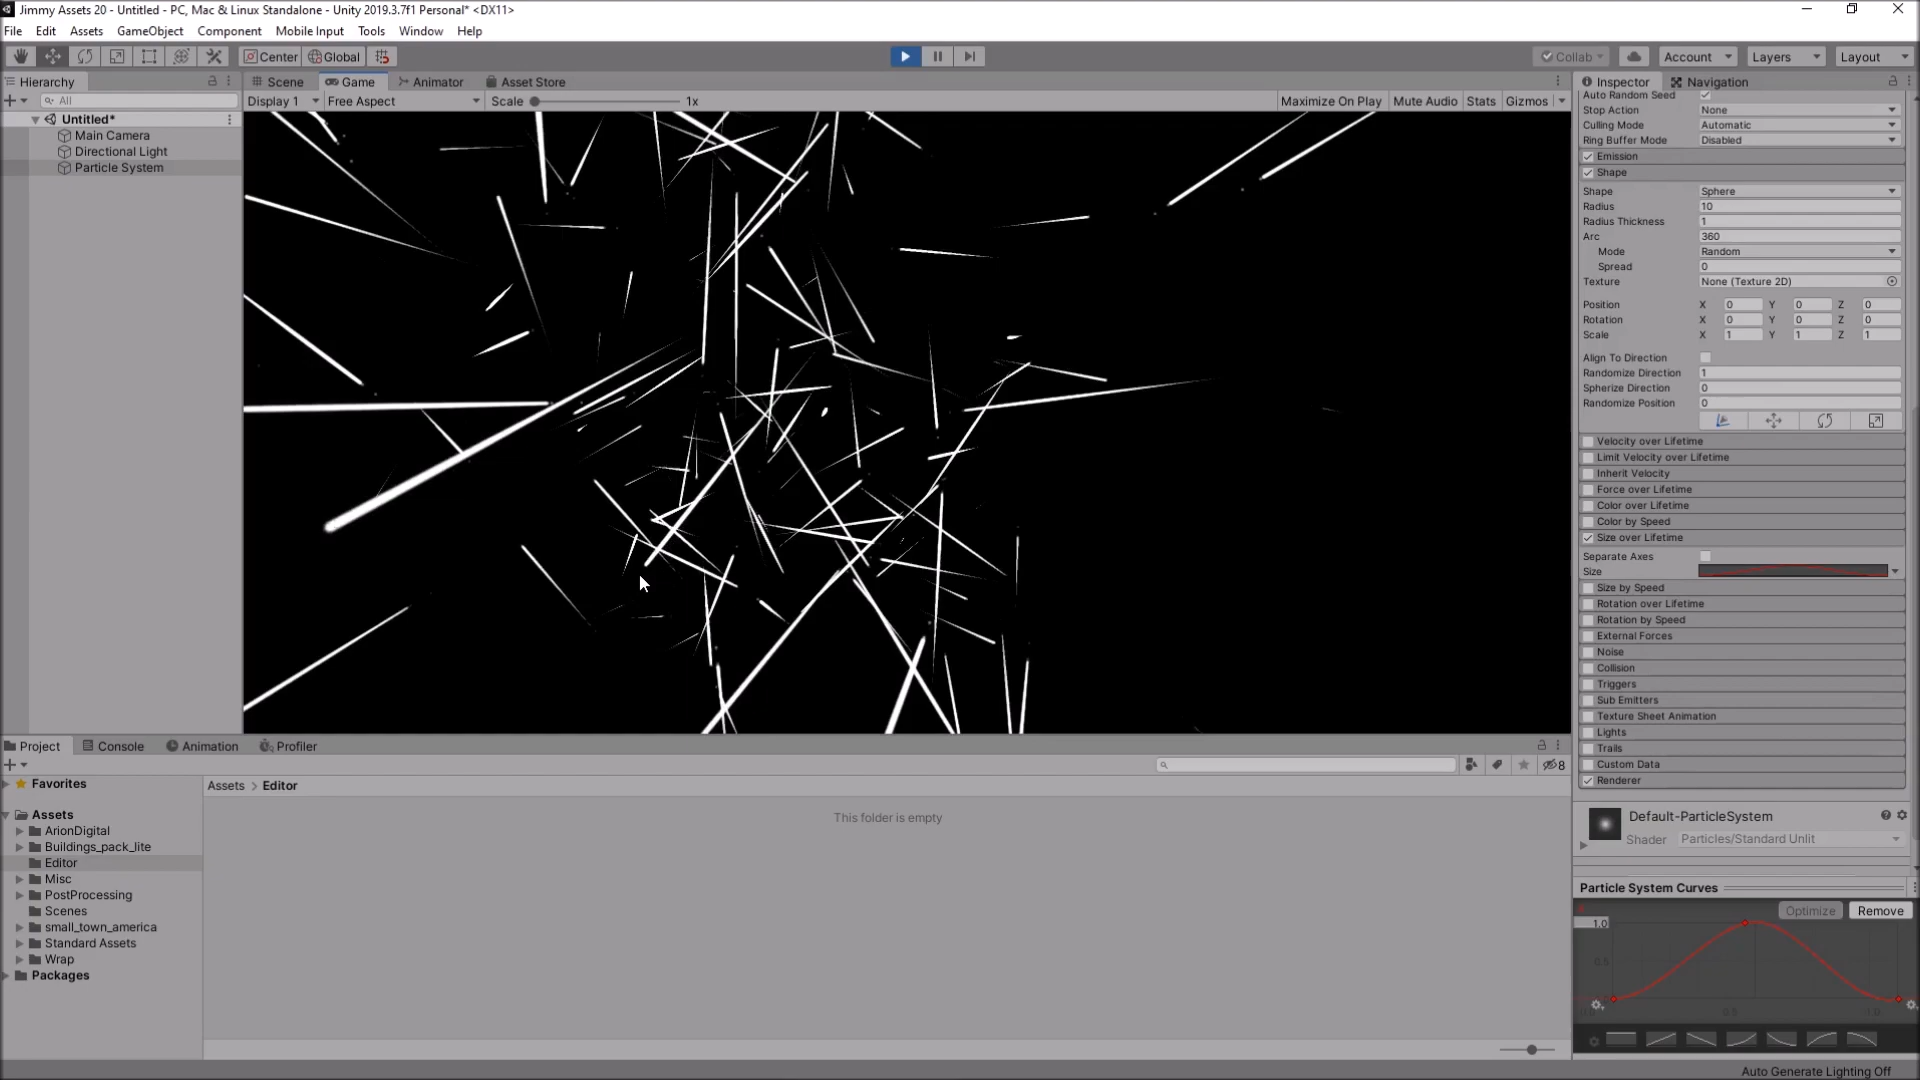 Jimmy Assets 20 - Untitled - PC, Mac & Linux Standalone - Unity 2019.3.7f1 Personal* <DX11>
File Edit Assets GameObject Component Mobile Input Tools Window Help
Center Global Collab Account Layers Layout
Hierarchy Scene Game Animator Asset Store Inspector Navigation
All Display 1 Free Aspect Scale 1x Maximize On Play Mute Audio Stats Gizmos
Untitled*
Main Camera
Directional Light
Particle System
Auto Random Seed
Stop Action None
Culling Mode Automatic
Ring Buffer Mode Disabled
Emission
Shape
Shape Sphere
Radius 10
Radius Thickness 1
Arc 360
Mode Random
Spread 0
Texture None (Texture 2D)
Position X 0 Y 0 Z 0
Rotation X 0 Y 0 Z 0
Scale X 1 Y 1 Z 1
Align To Direction
Randomize Direction 1
Spherize Direction 0
Randomize Position 0
Velocity over Lifetime
Limit Velocity over Lifetime
Inherit Velocity
Force over Lifetime
Color over Lifetime
Color by Speed
Size over Lifetime
Separate Axes
Size
Size by Speed
Rotation over Lifetime
Rotation by Speed
External Forces
Noise
Collision
Triggers
Sub Emitters
Texture Sheet Animation
Lights
Trails
Custom Data
Renderer
Default-ParticleSystem
Shader Particles/Standard Unlit
Particle System Curves
Optimize Remove
1.0
0.5
0.0 0.5 1.0
Project Console Animation Profiler
8
Favorites
Assets > Editor
This folder is empty
Assets
ArionDigital
Buildings_pack_lite
Editor
Misc
PostProcessing
Scenes
small_town_america
Standard Assets
Wrap
Packages
Auto Generate Lighting Off